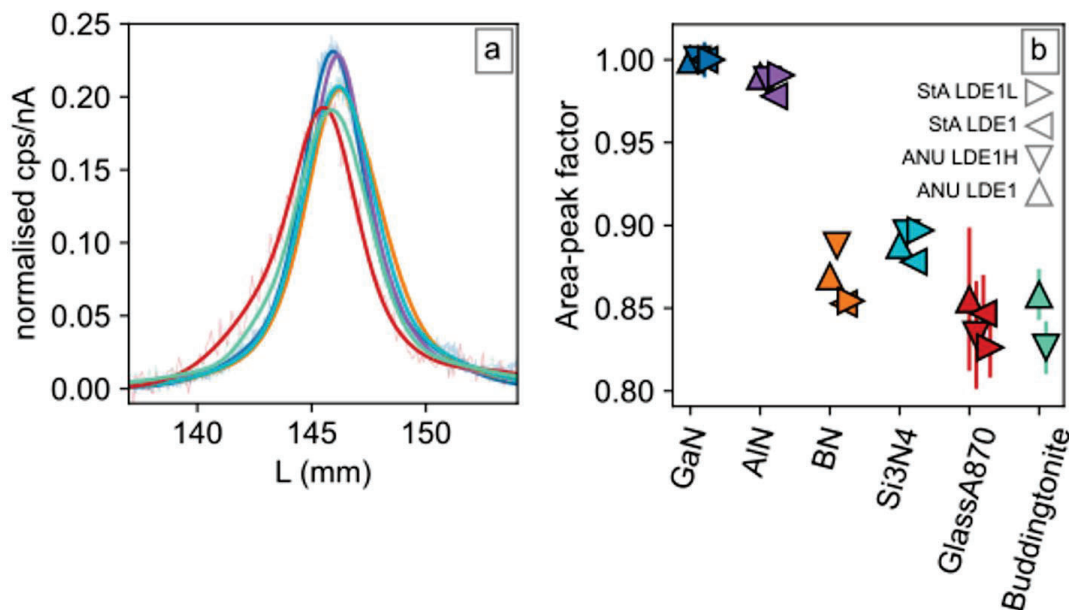 a
0.25
0.20
0.15
0.10
0.05
0.00
normalised cps/nA
140
145
150
L (mm)
b
1.00
0.95
0.90
0.85
0.80
Area-peak factor
StA LDE1L
StA LDE1
ANU LDE1H
ANU LDE1
GaN
AlN
BN
Si3N4
GlassA870
Buddingtonite